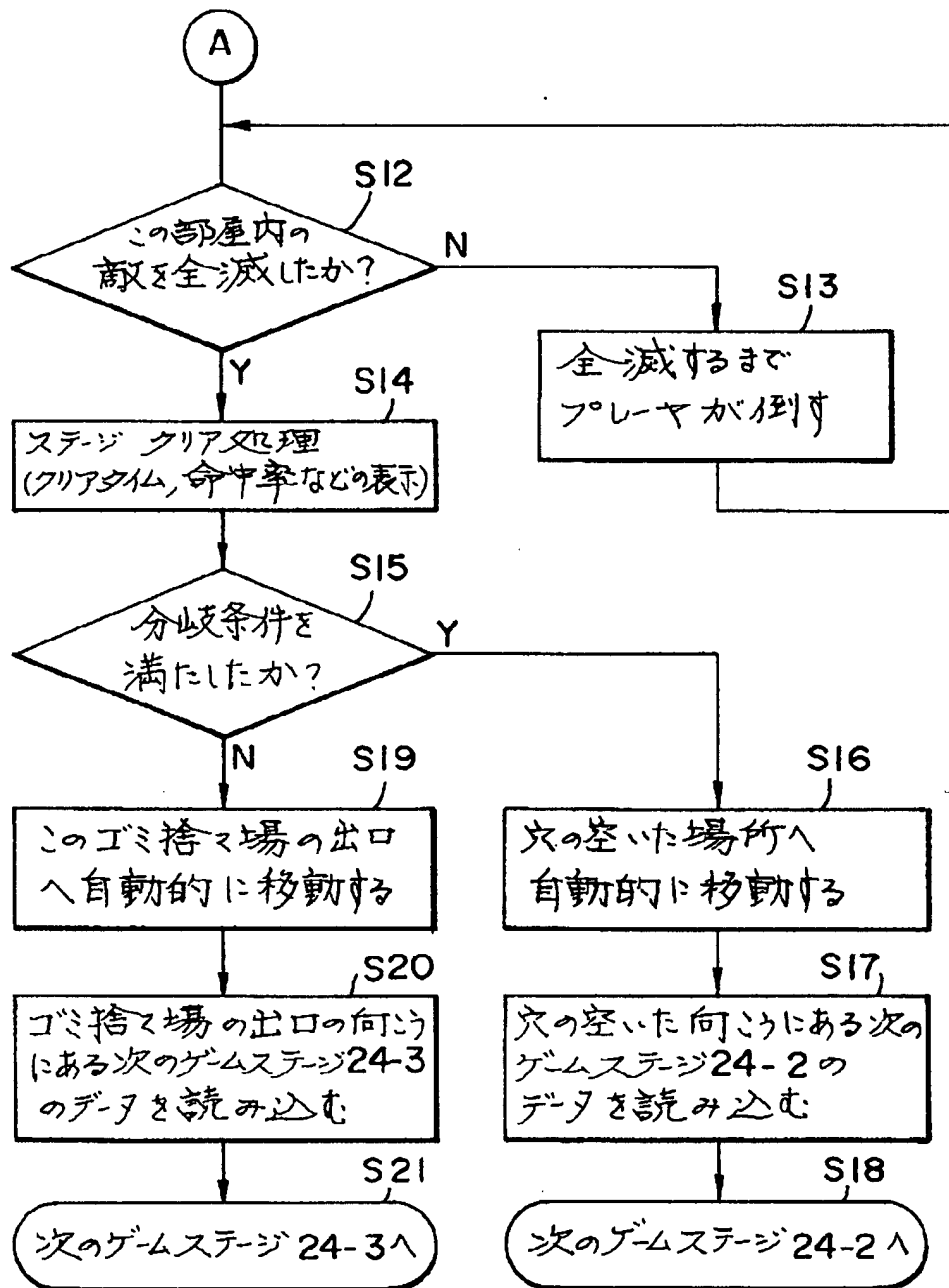 A
S12
この部屋内の
敵を全滅したか?
N
Y
S13
全滅するまで
プレーヤが倒す
S14
ステージ クリア処理
(クリアタイム,命中率などの表示)
S15
分岐条件を
満たしたか?
Y
N
S19
このゴミ捨て場の出口
へ自動的に移動する
S16
穴の空いた場所へ
自動的に移動する
S20
ゴミ捨て場の出口の向こう
にある次のゲームステージ24-3
のデータを読み込む
S17
穴の空いた向こうにある次の
ゲームステージ24-2の
データを読み込む
S21
次のゲームステージ 24-3へ
S18
次のゲームステージ 24-2へ